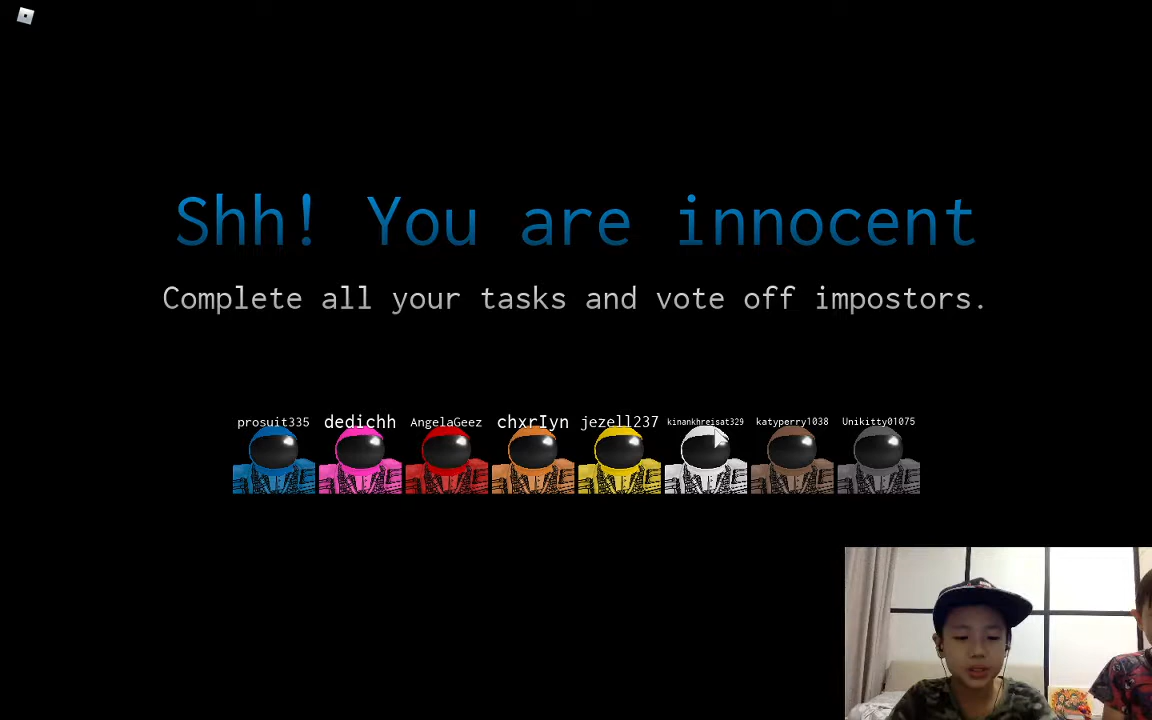 Shh! You are innocent
Complete all your tasks and vote off impostors.
prosuit335 dedichh AngelaGeez chxrIyn jezell237 kinankhreisat329 katyperry1038 Unikitty01075